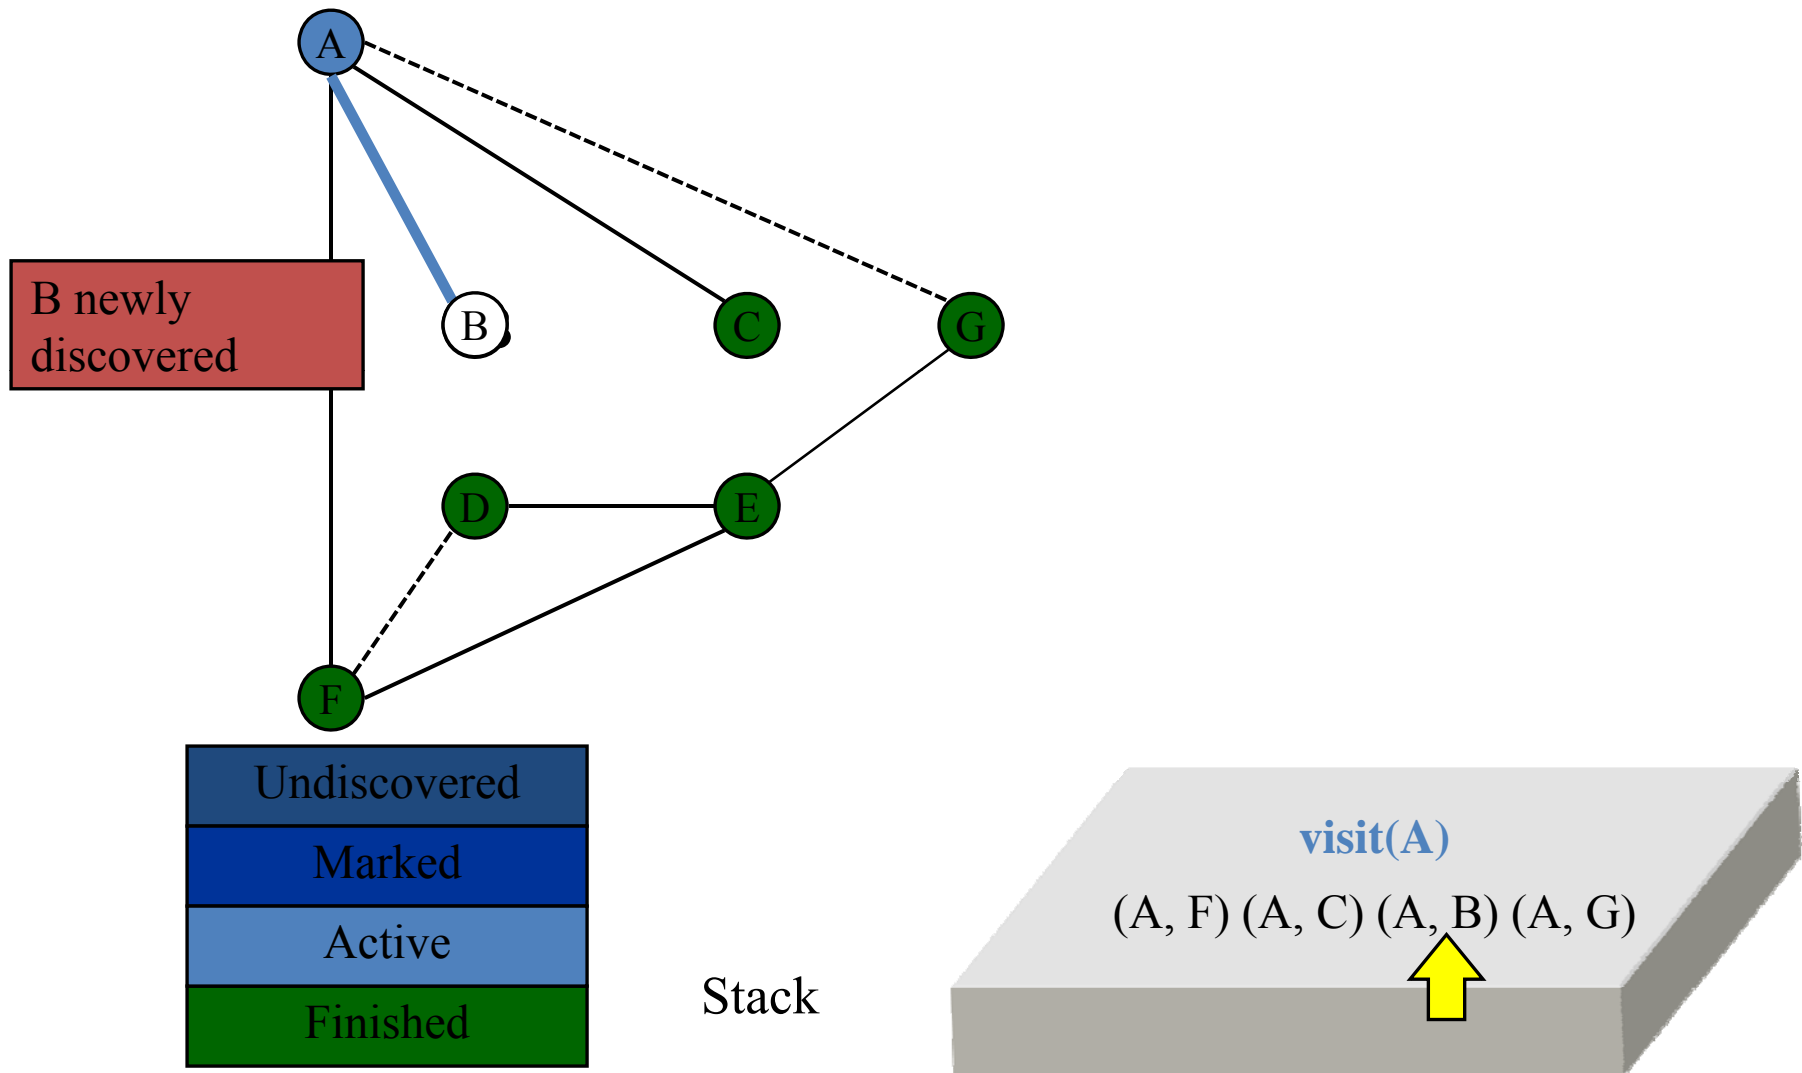 A
B newly
discovered
B
C
G
D
E
F
Undiscovered
Marked
Active
Finished
Stack
visit(A)
(A, F) (A, C) (A, B) (A, G)